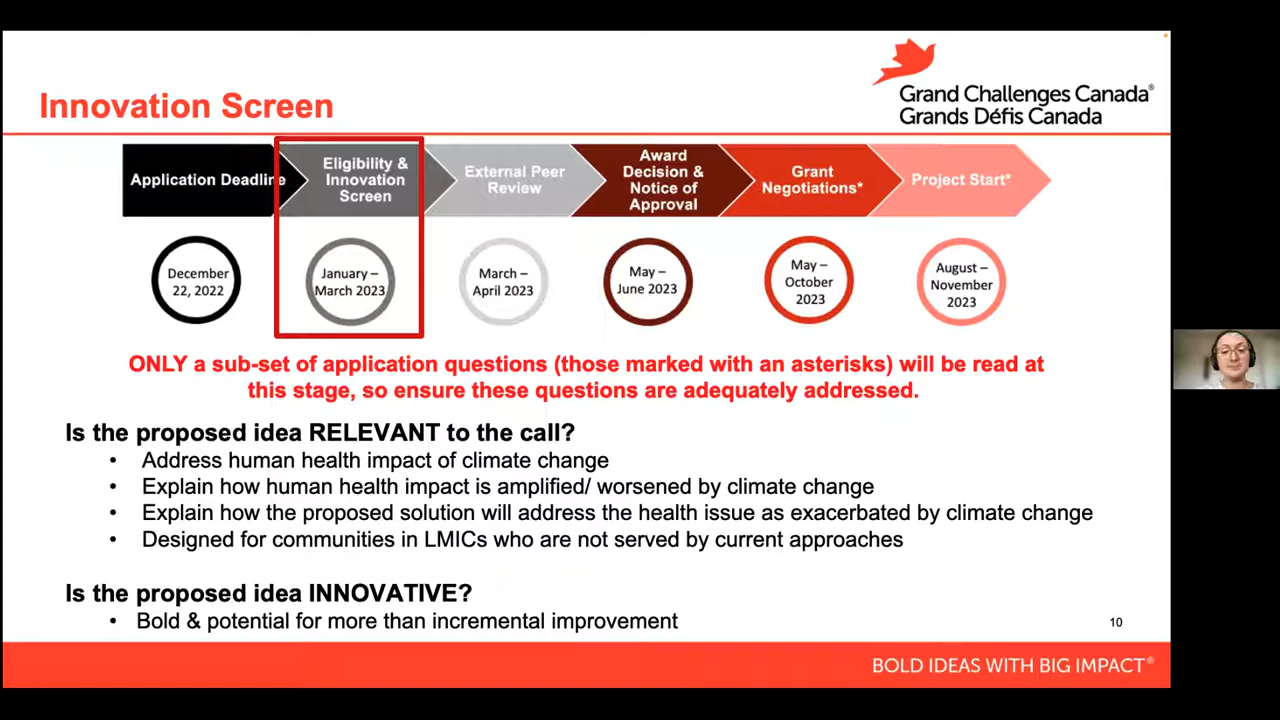 Innovation Screen
Grand Challenges Canada®
Grands Défis Canada
Application Deadline
Eligibility &
Innovation
Screen
External Peer
Review
Award
Decision &
Notice of
Approval
Grant
Negotiations*
Project Start*
December
22, 2022
January –
March 2023
March –
April 2023
May –
June 2023
May –
October
2023
August –
November
2023
ONLY a sub-set of application questions (those marked with an asterisks) will be read at
this stage, so ensure these questions are adequately addressed.
Is the proposed idea RELEVANT to the call?
• Address human health impact of climate change
• Explain how human health impact is amplified/ worsened by climate change
• Explain how the proposed solution will address the health issue as exacerbated by climate change
• Designed for communities in LMICs who are not served by current approaches
Is the proposed idea INNOVATIVE?
• Bold & potential for more than incremental improvement
10
BOLD IDEAS WITH BIG IMPACT®